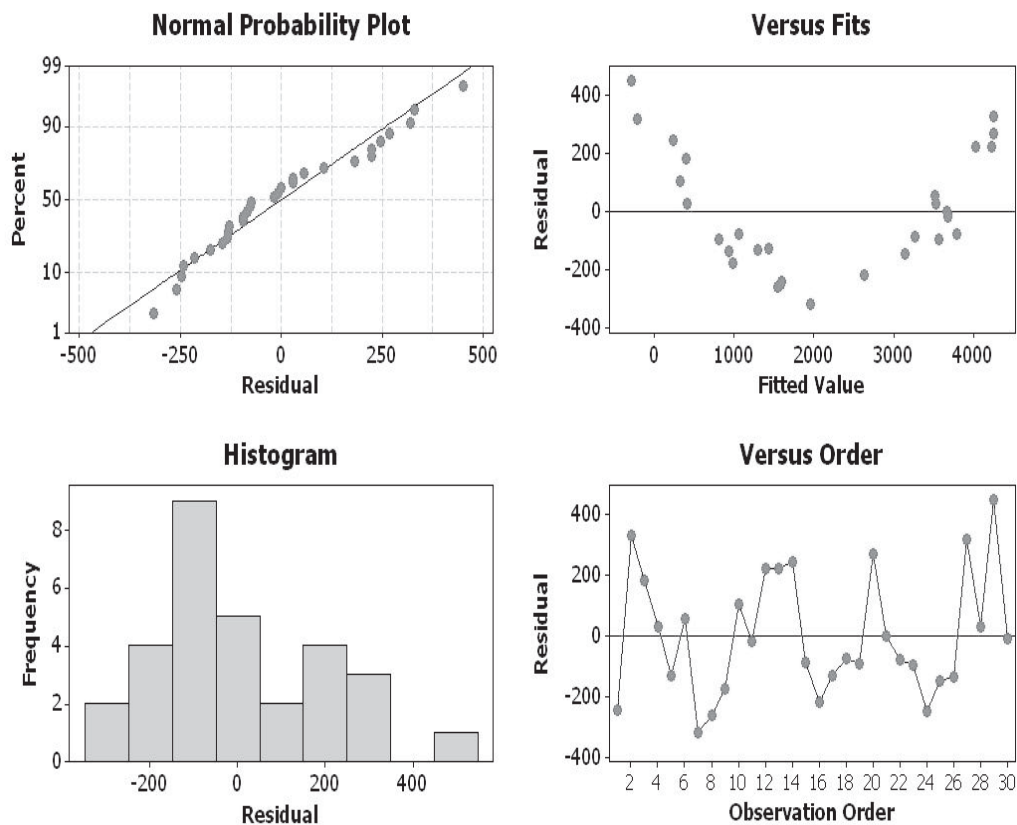 Normal Probability Plot
Percent
99
90
50
10
1
-500 -250 0 250 500
Residual
Versus Fits
Residual
400
200
0
-200
-400
0 1000 2000 3000 4000
Fitted Value
Histogram
Frequency
8
6
4
2
0
-200 0 200 400
Residual
Versus Order
Residual
400
200
0
-200
-400
2 4 6 8 10 12 14 16 18 20 22 24 26 28 30
Observation Order